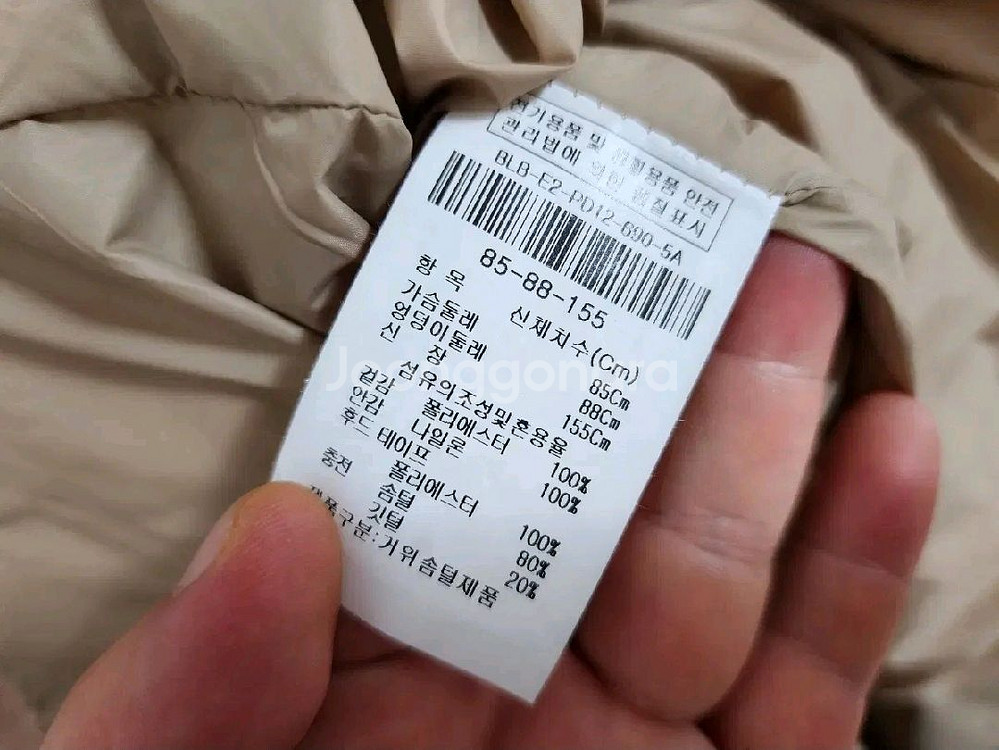 전기용품 및 생활용품 안전
관리법에 의한 품질표시
BLB-E2-PD12-690-5A
85-88-155
항 목 신체치수(Cm)
가슴둘레 85Cm
엉덩이둘레 88Cm
신 장 155Cm
섬유의조성및혼용율
겉감 폴리에스터 100%
안감 나일론 100%
후드 테이프
폴리에스터 100%
충전 솜털 80%
깃털 20%
제품구분:거위솜털제품
Joonggonara